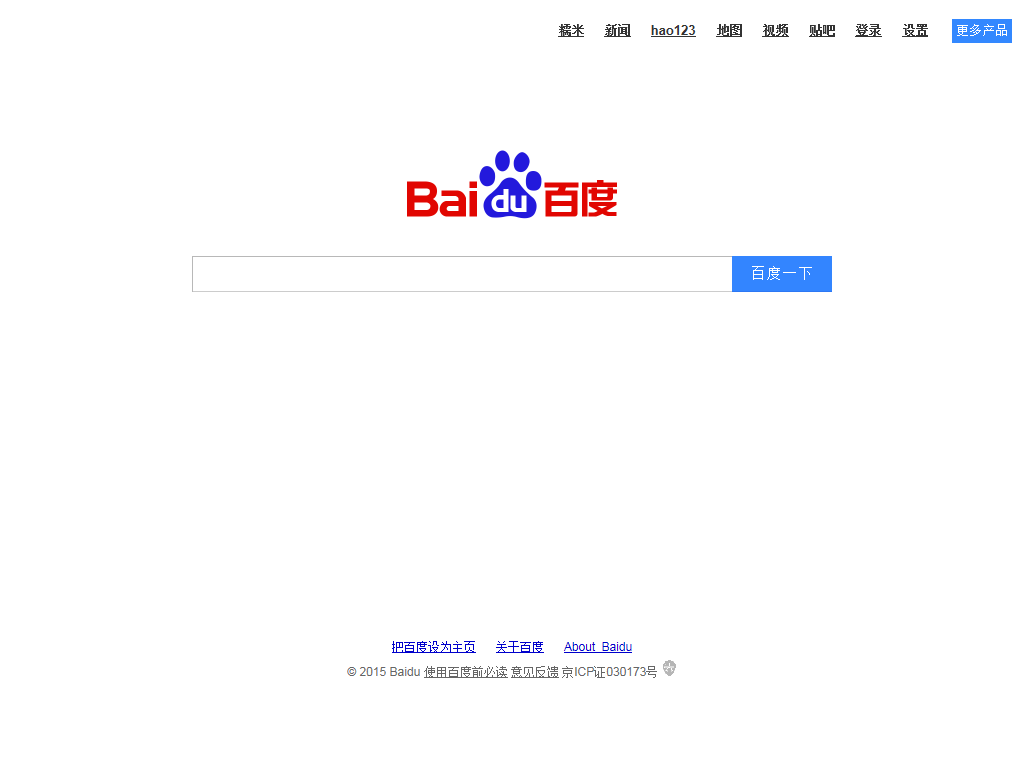 糯米 新闻 hao123 地图 视频 贴吧 登录 设置 更多产品
Baidu百度
百度一下
把百度设为主页 关于百度 About Baidu
© 2015 Baidu 使用百度前必读 意见反馈 京ICP证030173号